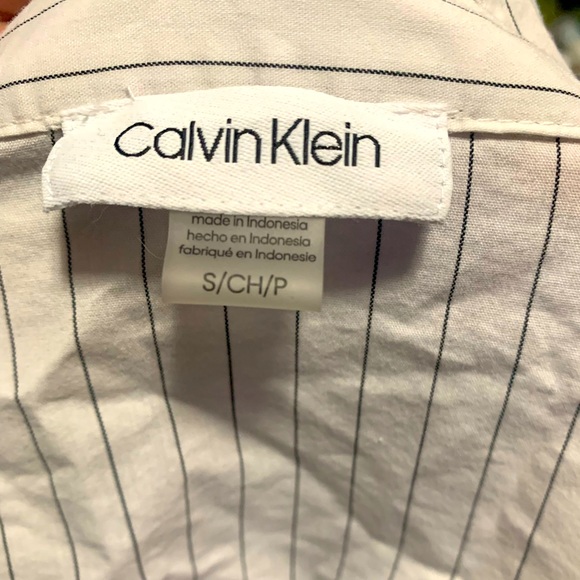 Calvin Klein
made in Indonesia
hecho en Indonesia
fabriqué en Indonesie
S/CH/P